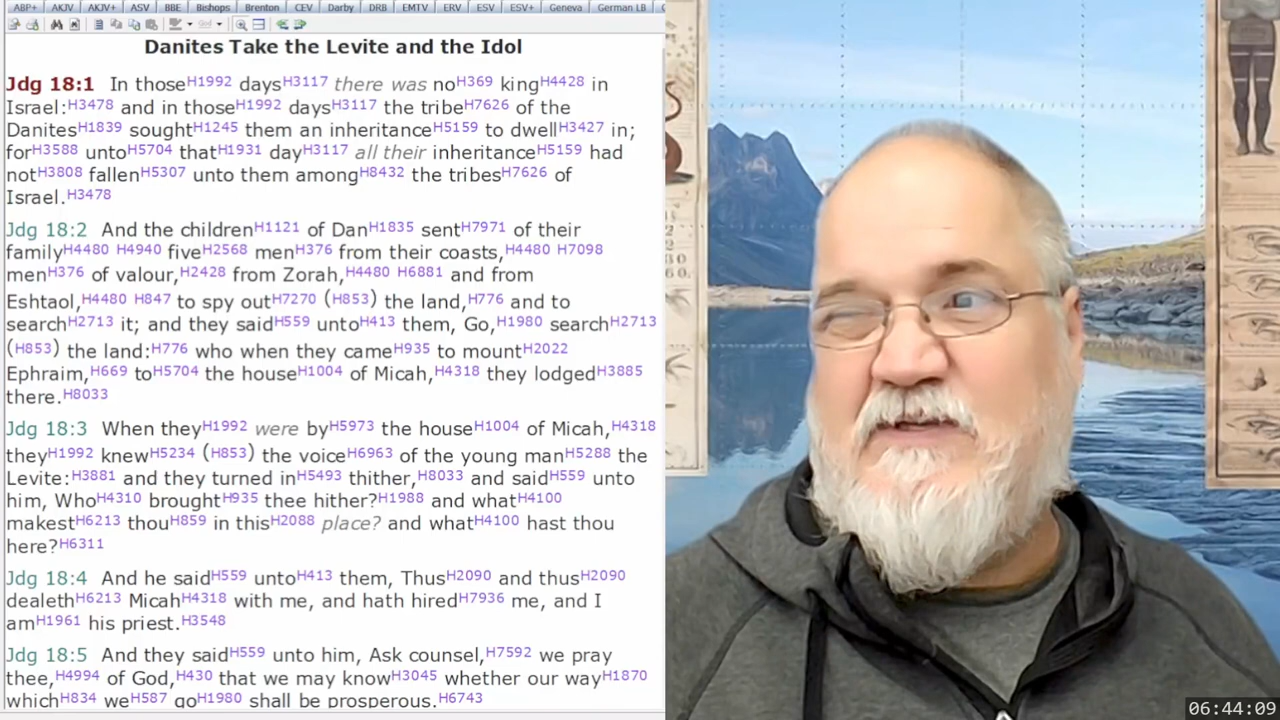 ABP+ AKJV AKJV+ ASV BBE Bishops Brenton CEV Darby DRB EMTV ERV ESV ESV+ Geneva German LB
Danites Take the Levite and the Idol
Jdg 18:1 In thoseH1992 daysH3117 there was noH369 kingH4428 in
Israel:H3478 and in thoseH1992 daysH3117 the tribeH7626 of the
DanitesH1839 soughtH1245 them an inheritanceH5159 to dwellH3427 in;
forH3588 untoH5704 thatH1931 dayH3117 all their inheritanceH5159 had
notH3808 fallenH5307 unto them amongH8432 the tribesH7626 of
Israel.H3478
Jdg 18:2 And the childrenH1121 of DanH1835 sentH7971 of their
familyH4480 H4940 fiveH2568 menH376 from their coasts,H4480 H7098
menH376 of valour,H2428 from Zorah,H4480 H6881 and from
Eshtaol,H4480 H847 to spy outH7270 (H853) the land,H776 and to
searchH2713 it; and they saidH559 untoH413 them, Go,H1980 searchH2713
(H853) the land:H776 who when they cameH935 to mountH2022
Ephraim,H669 toH5704 the houseH1004 of Micah,H4318 they lodgedH3885
there.H8033
Jdg 18:3 When theyH1992 were byH5973 the houseH1004 of Micah,H4318
theyH1992 knewH5234 (H853) the voiceH6963 of the young manH5288 the
Levite:H3881 and they turned inH5493 thither,H8033 and saidH559 unto
him, WhoH4310 broughtH935 thee hither?H1988 and whatH4100
makestH6213 thouH859 in thisH2088 place? and whatH4100 hast thou
here?H6311
Jdg 18:4 And he saidH559 untoH413 them, ThusH2090 and thusH2090
dealethH6213 MicahH4318 with me, and hath hiredH7936 me, and I
amH1961 his priest.H3548
Jdg 18:5 And they saidH559 unto him, Ask counsel,H7592 we pray
thee,H4994 of God,H430 that we may knowH3045 whether our wayH1870
whichH834 weH587 goH1980 shall be prosperous.H6743
06:44:09